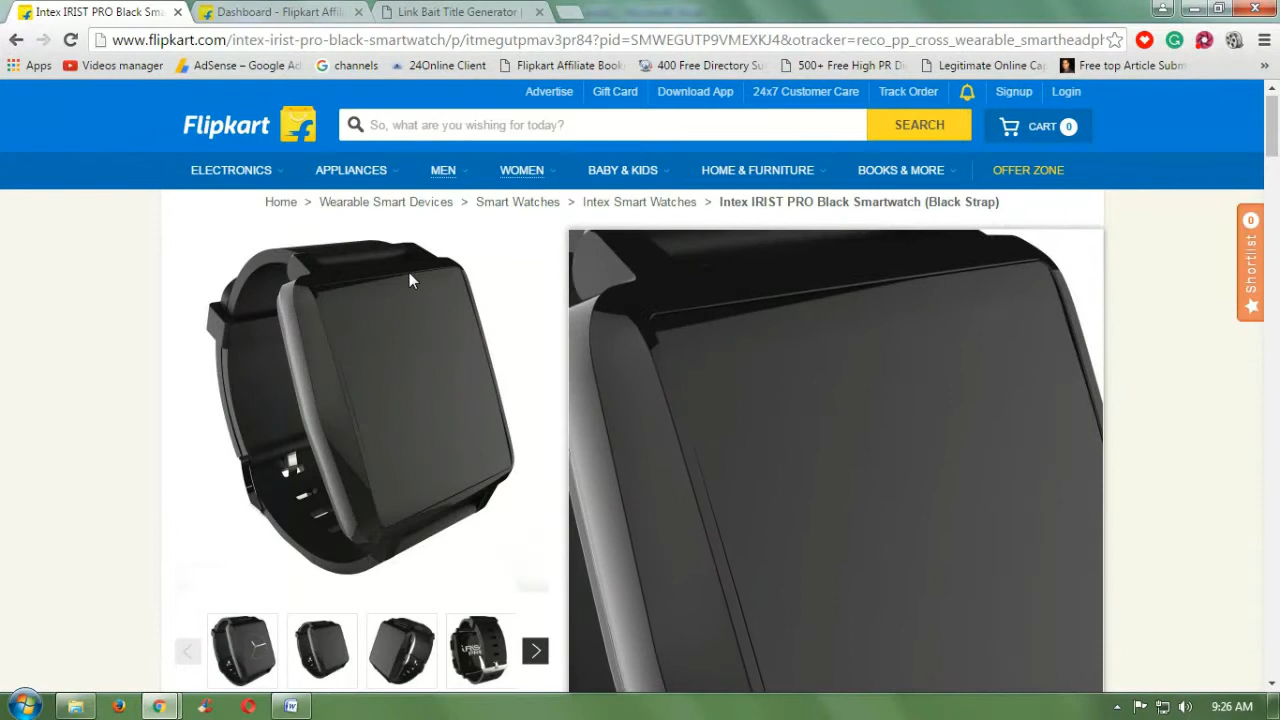 Intex IRIST PRO Black Sma
Dashboard - Flipkart Affili
Link Bait Title Generator
www.flipkart.com/intex-irist-pro-black-smartwatch/p/itmegutpmav3pr84?pid=SMWEGUTP9VMEXKJ4&otracker=reco_pp_cross_wearable_smartheadph
Apps Videos manager AdSense – Google Ad channels 24Online Client Flipkart Affiliate Book 400 Free Directory Su 500+ Free High PR Di Legitimate Online Cap Free top Article Subm »
Advertise Gift Card Download App 24x7 Customer Care Track Order Signup Login
Flipkart So, what are you wishing for today? SEARCH CART 0
ELECTRONICS APPLIANCES MEN WOMEN BABY & KIDS HOME & FURNITURE BOOKS & MORE OFFER ZONE
Home > Wearable Smart Devices > Smart Watches > Intex Smart Watches > Intex IRIST PRO Black Smartwatch (Black Strap)
0
Shortlist
9:26 AM